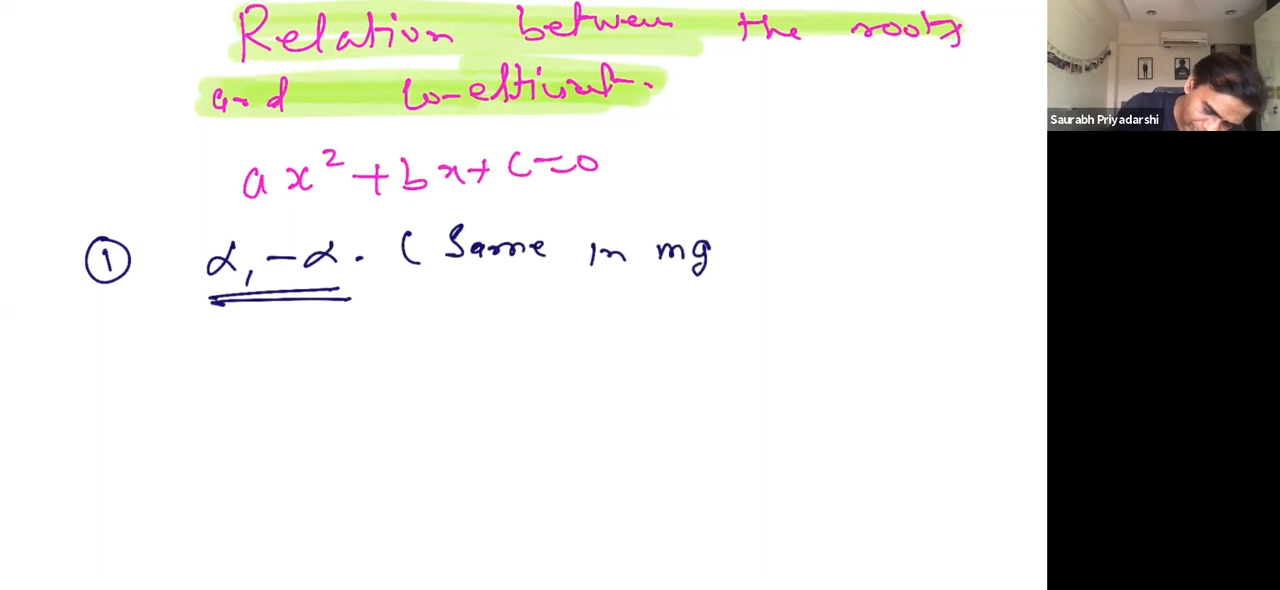 Relation between the roots
and co-efficient.
ax² + bx + c = 0
① α, -α. (Same in mg
Saurabh Priyadarshi